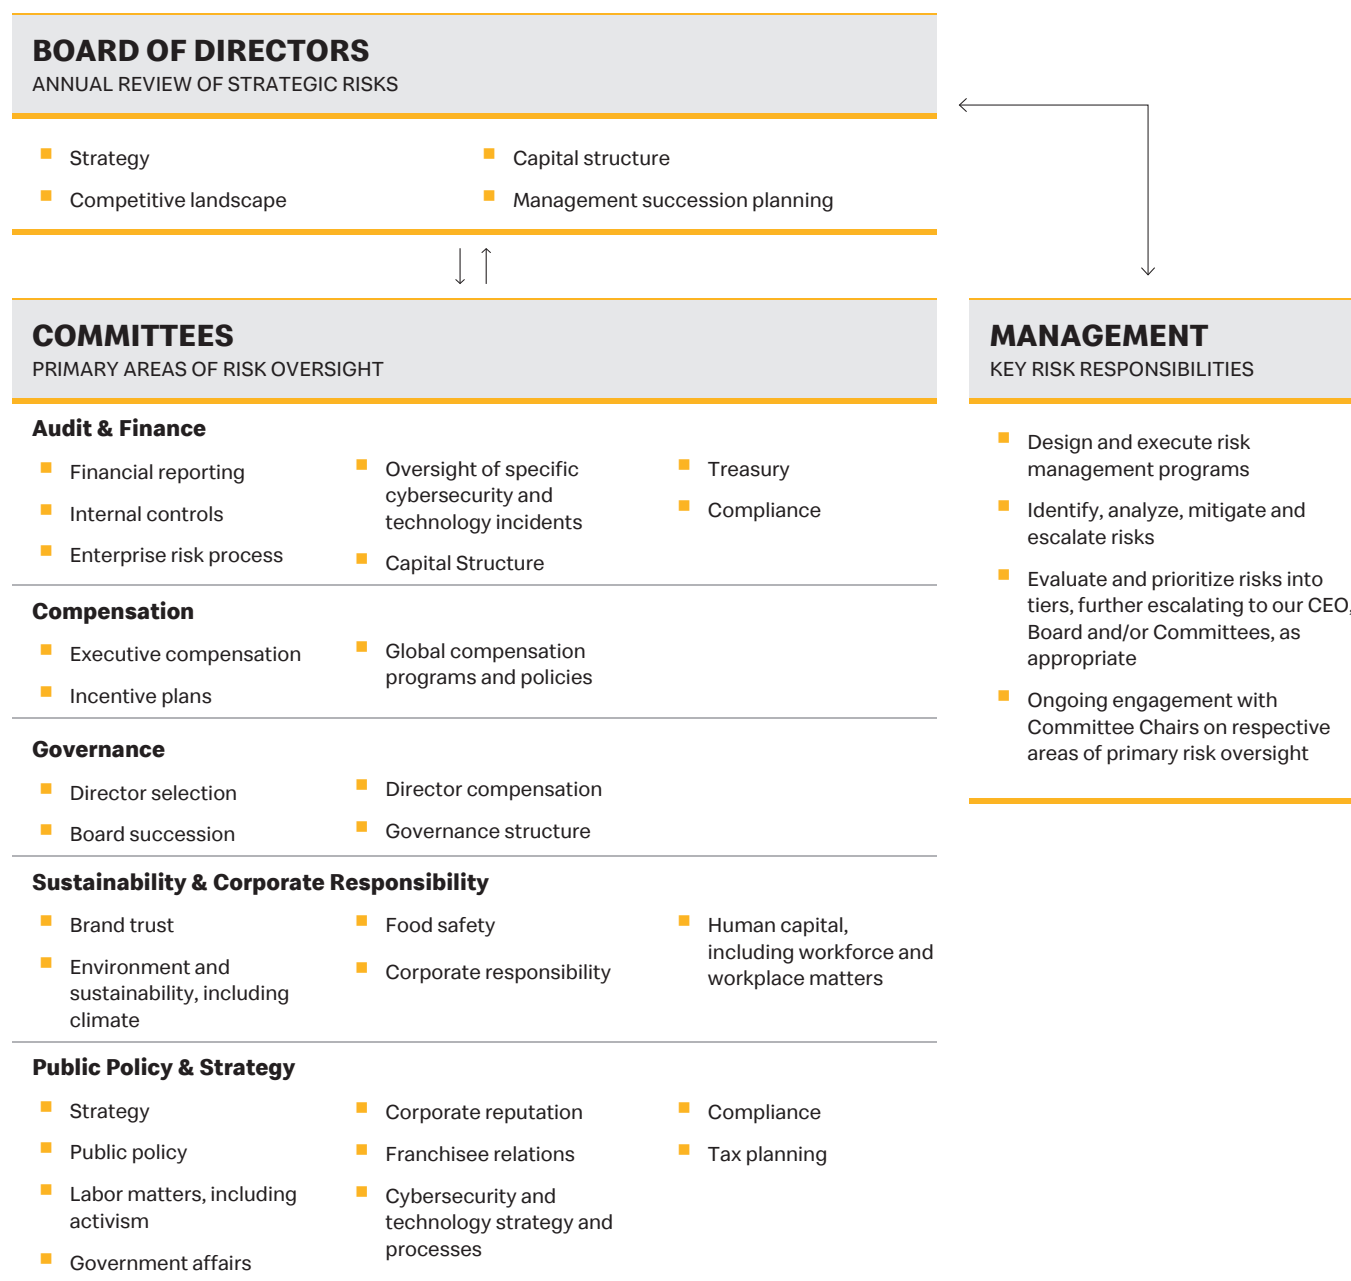 BOARD OF DIRECTORS
ANNUAL REVIEW OF STRATEGIC RISKS
Strategy
Competitive landscape
Capital structure
Management succession planning
COMMITTEES
PRIMARY AREAS OF RISK OVERSIGHT
Audit & Finance
Financial reporting
Internal controls
Enterprise risk process
Oversight of specific
cybersecurity and
technology incidents
Capital Structure
Treasury
Compliance
Compensation
Executive compensation
Incentive plans
Global compensation
programs and policies
Governance
Director selection
Board succession
Director compensation
Governance structure
Sustainability & Corporate Responsibility
Brand trust
Environment and
sustainability, including
climate
Food safety
Corporate responsibility
Human capital,
including workforce and
workplace matters
Public Policy & Strategy
Strategy
Public policy
Labor matters, including
activism
Government affairs
Corporate reputation
Franchisee relations
Cybersecurity and
technology strategy and
processes
Compliance
Tax planning
MANAGEMENT
KEY RISK RESPONSIBILITIES
Design and execute risk
management programs
Identify, analyze, mitigate and
escalate risks
Evaluate and prioritize risks into
tiers, further escalating to our CEO,
Board and/or Committees, as
appropriate
Ongoing engagement with
Committee Chairs on respective
areas of primary risk oversight